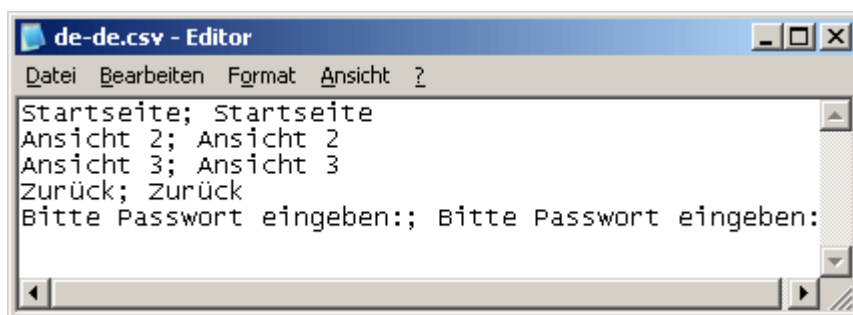 de-de.csv - Editor
Datei Bearbeiten Format Ansicht ?
Startseite; Startseite
Ansicht 2; Ansicht 2
Ansicht 3; Ansicht 3
Zurück; Zurück
Bitte Passwort eingeben:; Bitte Passwort eingeben: